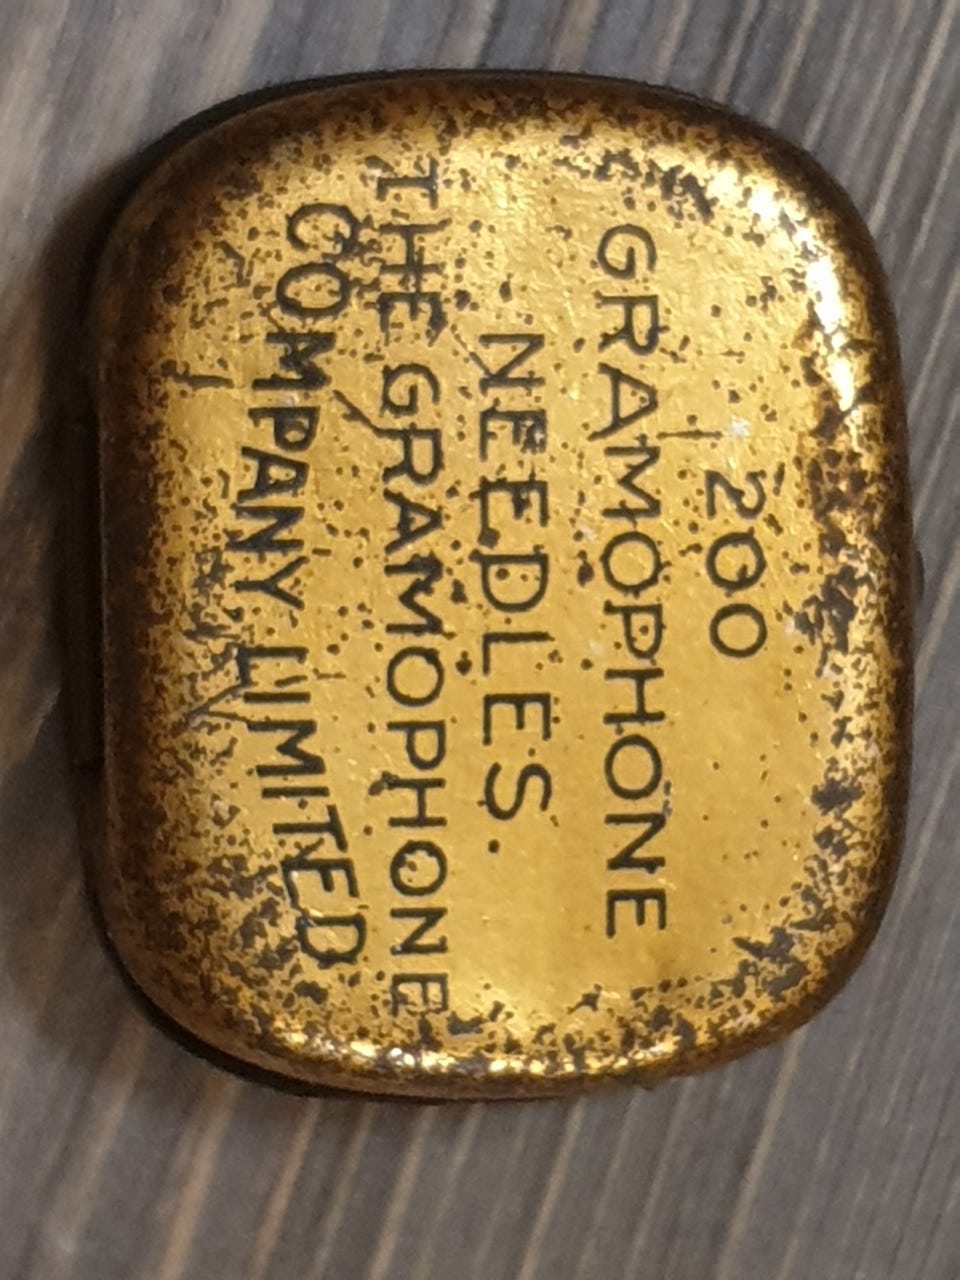 200
GRAMOPHONE
NEEDLES.
THE GRAMOPHONE
COMPANY LIMITED